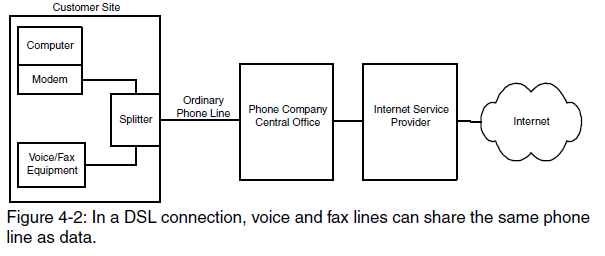 Customer Site
Computer
Modem
Splitter
Voice/Fax
Equipment
Ordinary
Phone Line
Phone Company
Central Office
Internet Service
Provider
Internet
Figure 4-2: In a DSL connection, voice and fax lines can share the same phone
line as data.